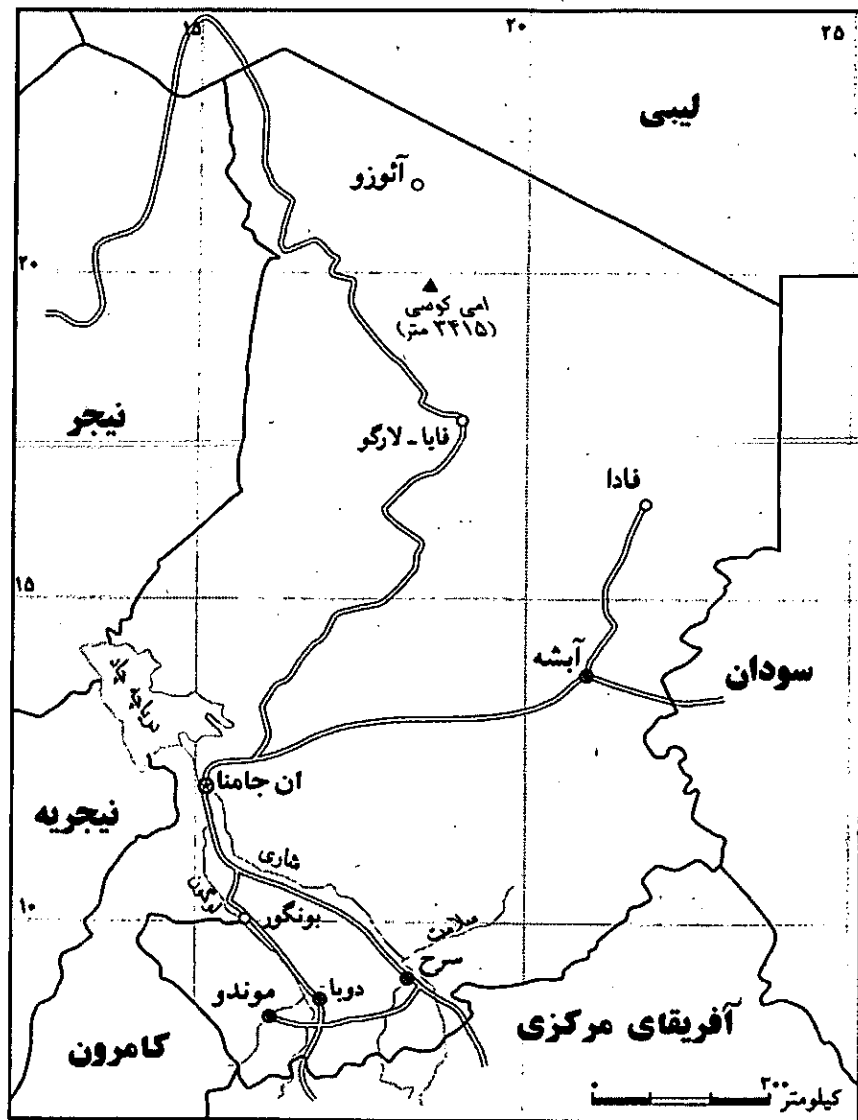 ۱۵
۲۰
۲۵
لیبی
آئوزو
۲۰
امی کوسی
(۳۴۱۵ متر)
نیجر
فایا - لارگو
فادا
۱۵
آبشه
سودان
دریاچه چاد
ان جامنا
نیجریه
شاری
لوگون
۱۰
بونگور
سلامت
سرح
دوبا
موندو
آفریقای مرکزی
کامرون
۰
۲۰۰
کیلومتر